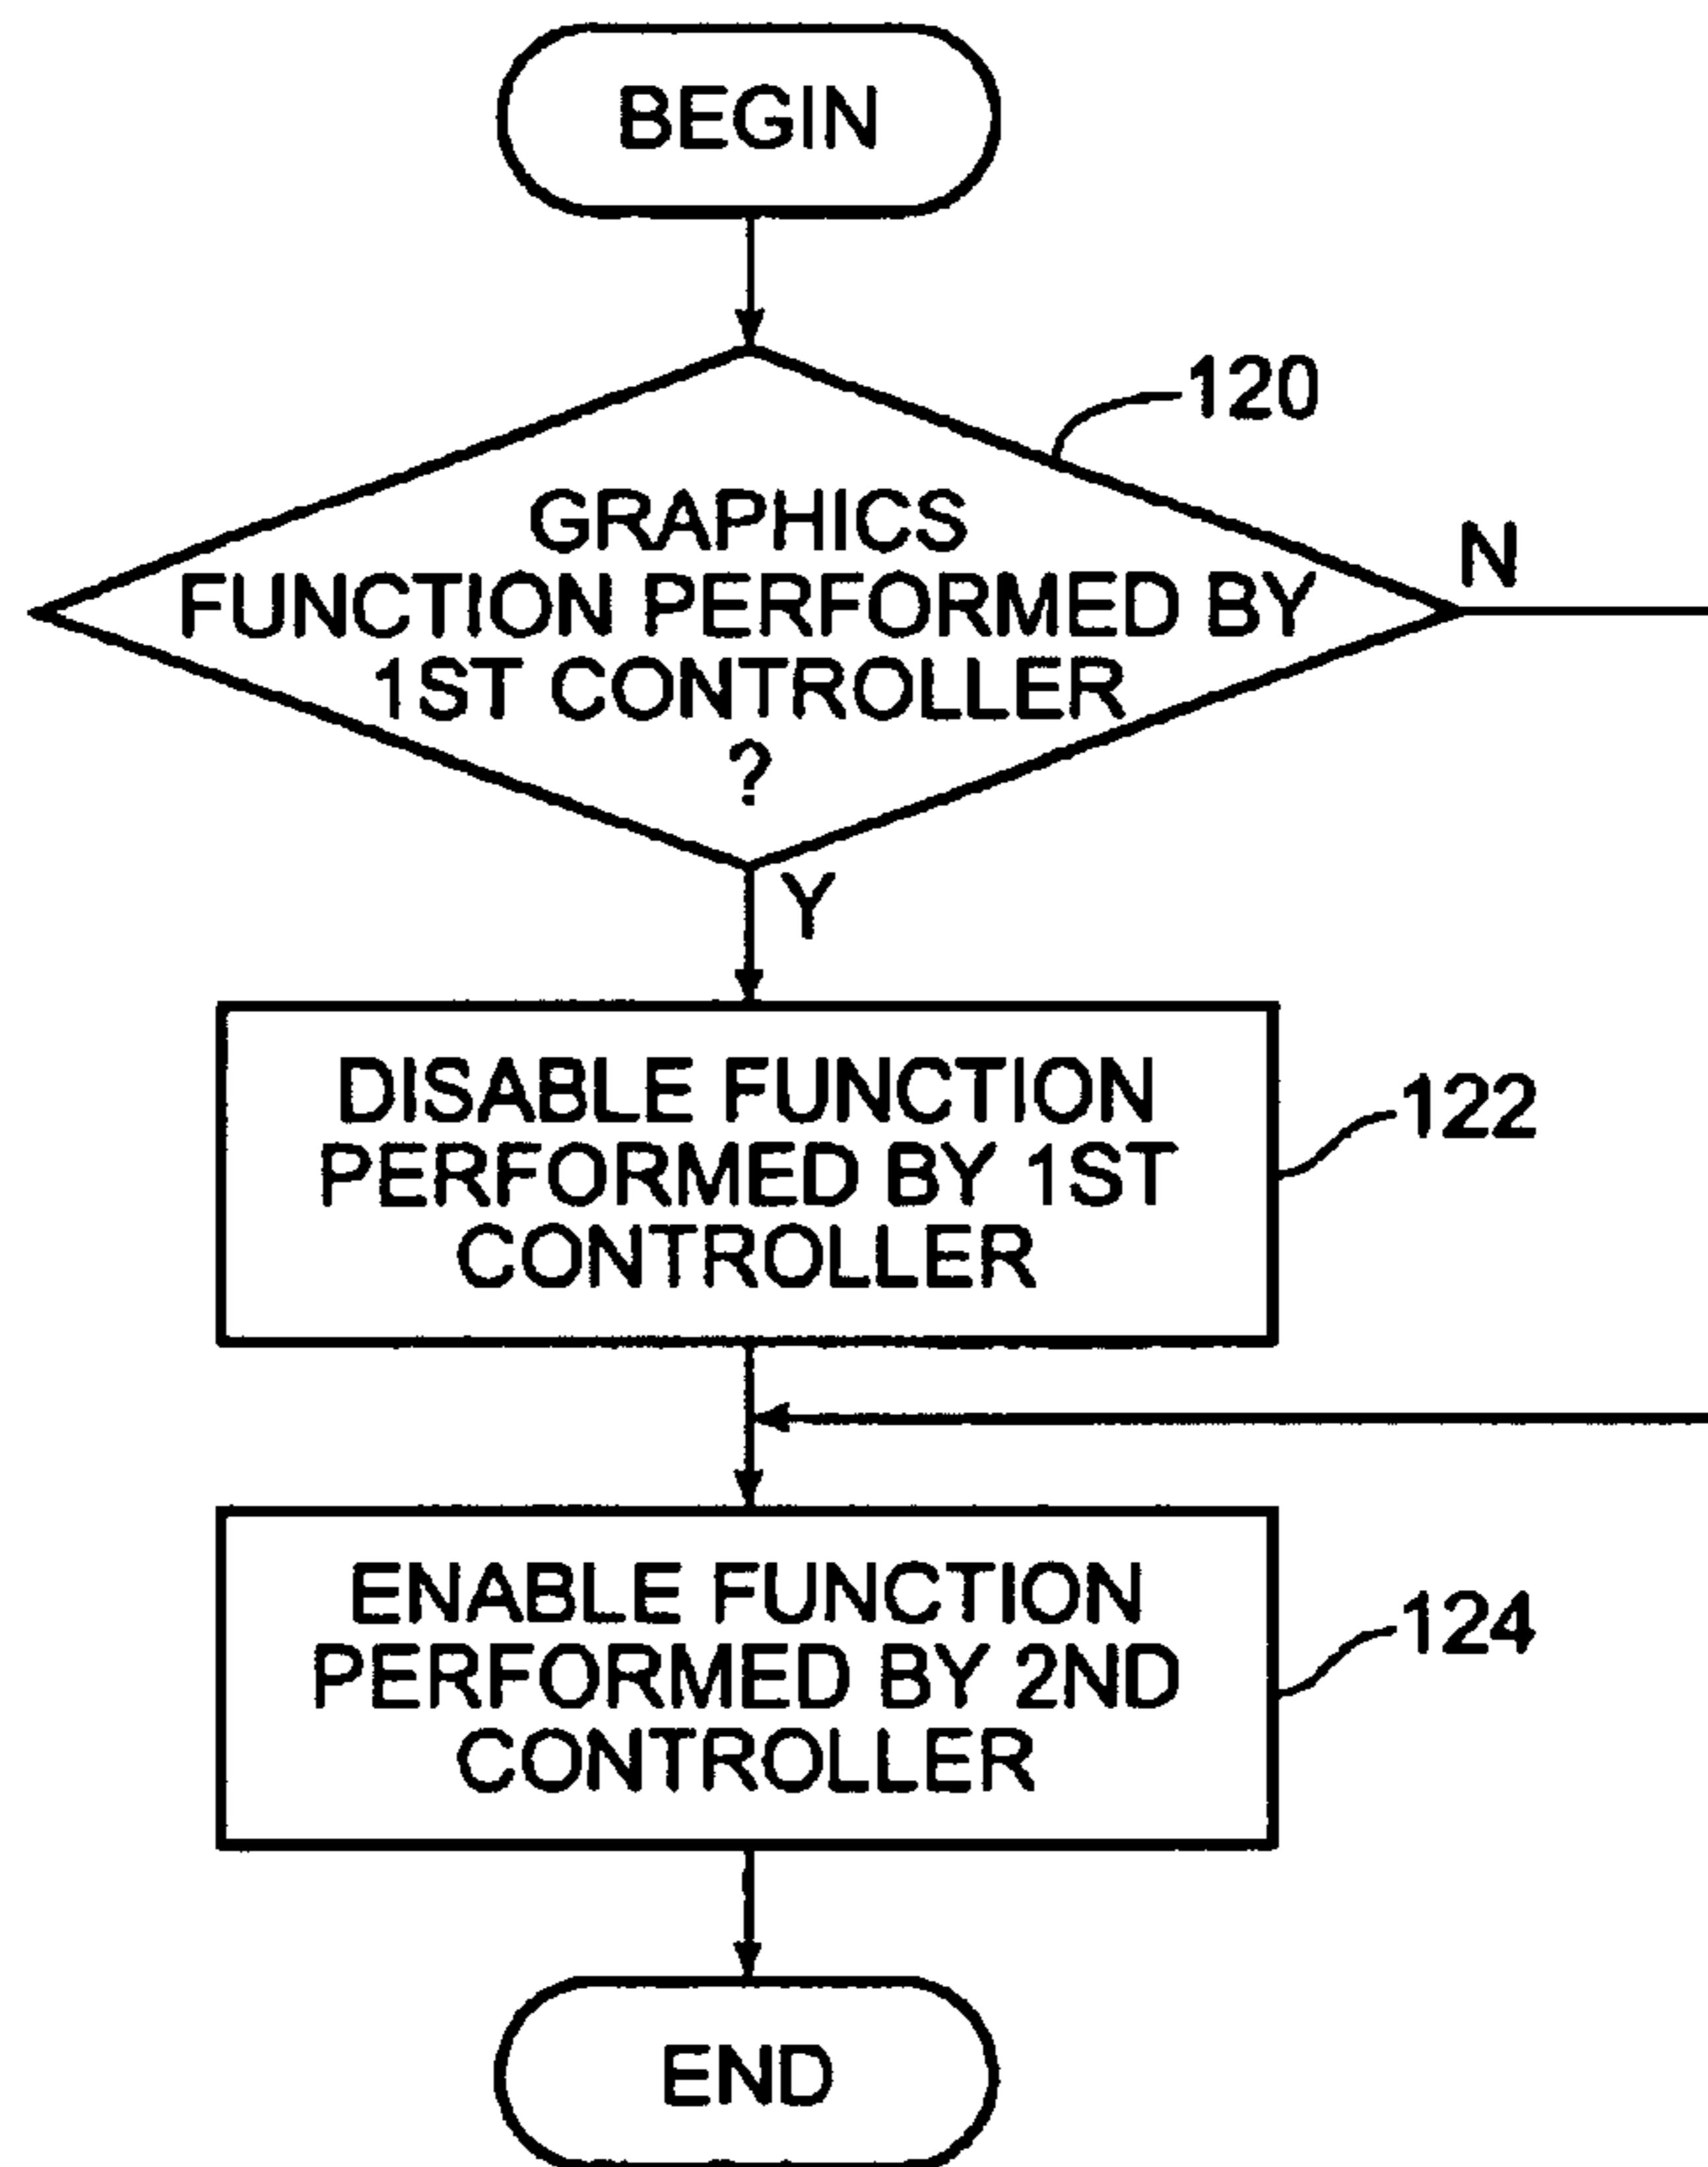 BEGIN
120
GRAPHICS
FUNCTION PERFORMED BY
1ST CONTROLLER
?
N
Y
DISABLE FUNCTION
PERFORMED BY 1ST
CONTROLLER
122
ENABLE FUNCTION
PERFORMED BY 2ND
CONTROLLER
124
END